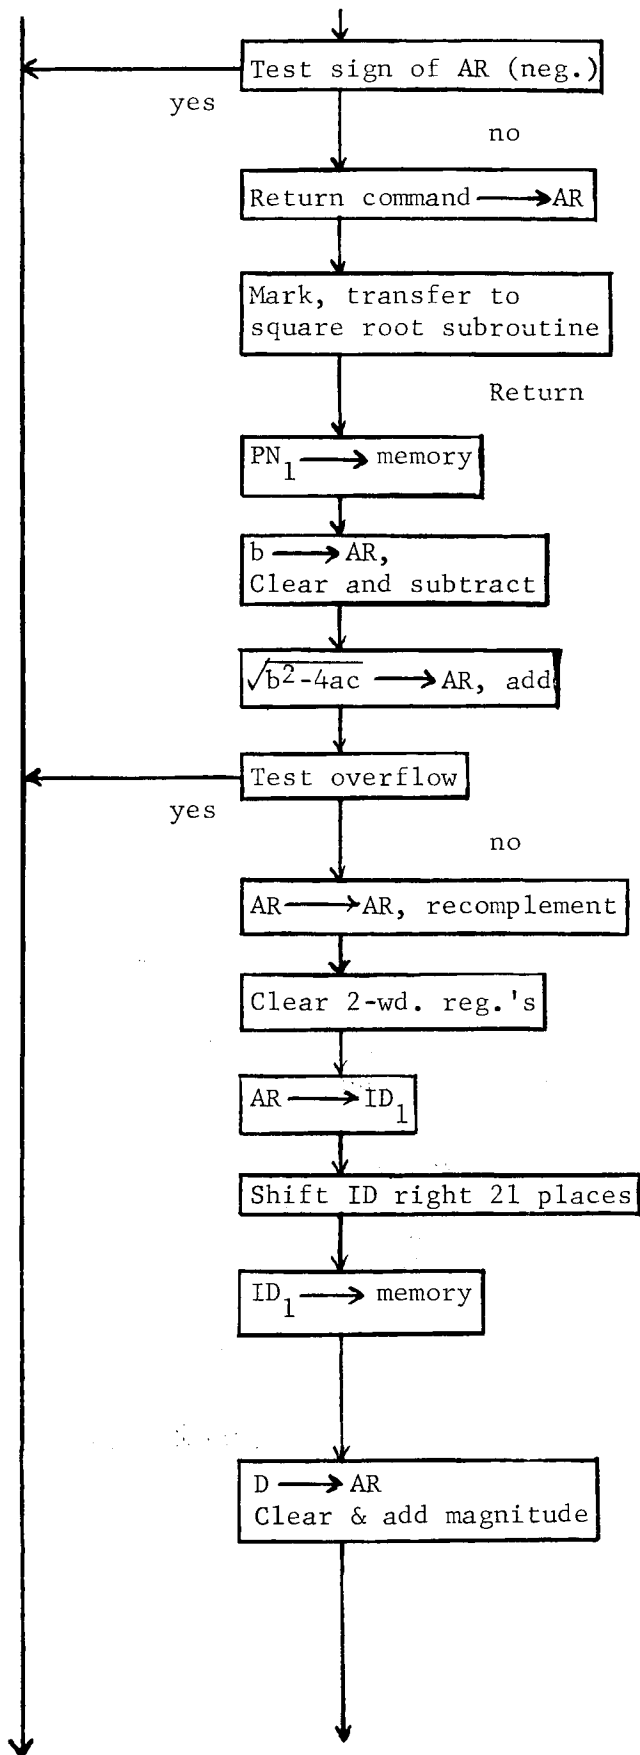 Test sign of AR (neg.)
yes
no
Return command ⟶ AR
Mark, transfer to
square root subroutine
Return
PN₁ ⟶ memory
b ⟶ AR,
Clear and subtract
√b²-4ac ⟶ AR, add
Test overflow
yes
no
AR ⟶ AR, recomplement
Clear 2-wd. reg.'s
AR ⟶ ID₁
Shift ID right 21 places
ID₁ ⟶ memory
D ⟶ AR
Clear & add magnitude